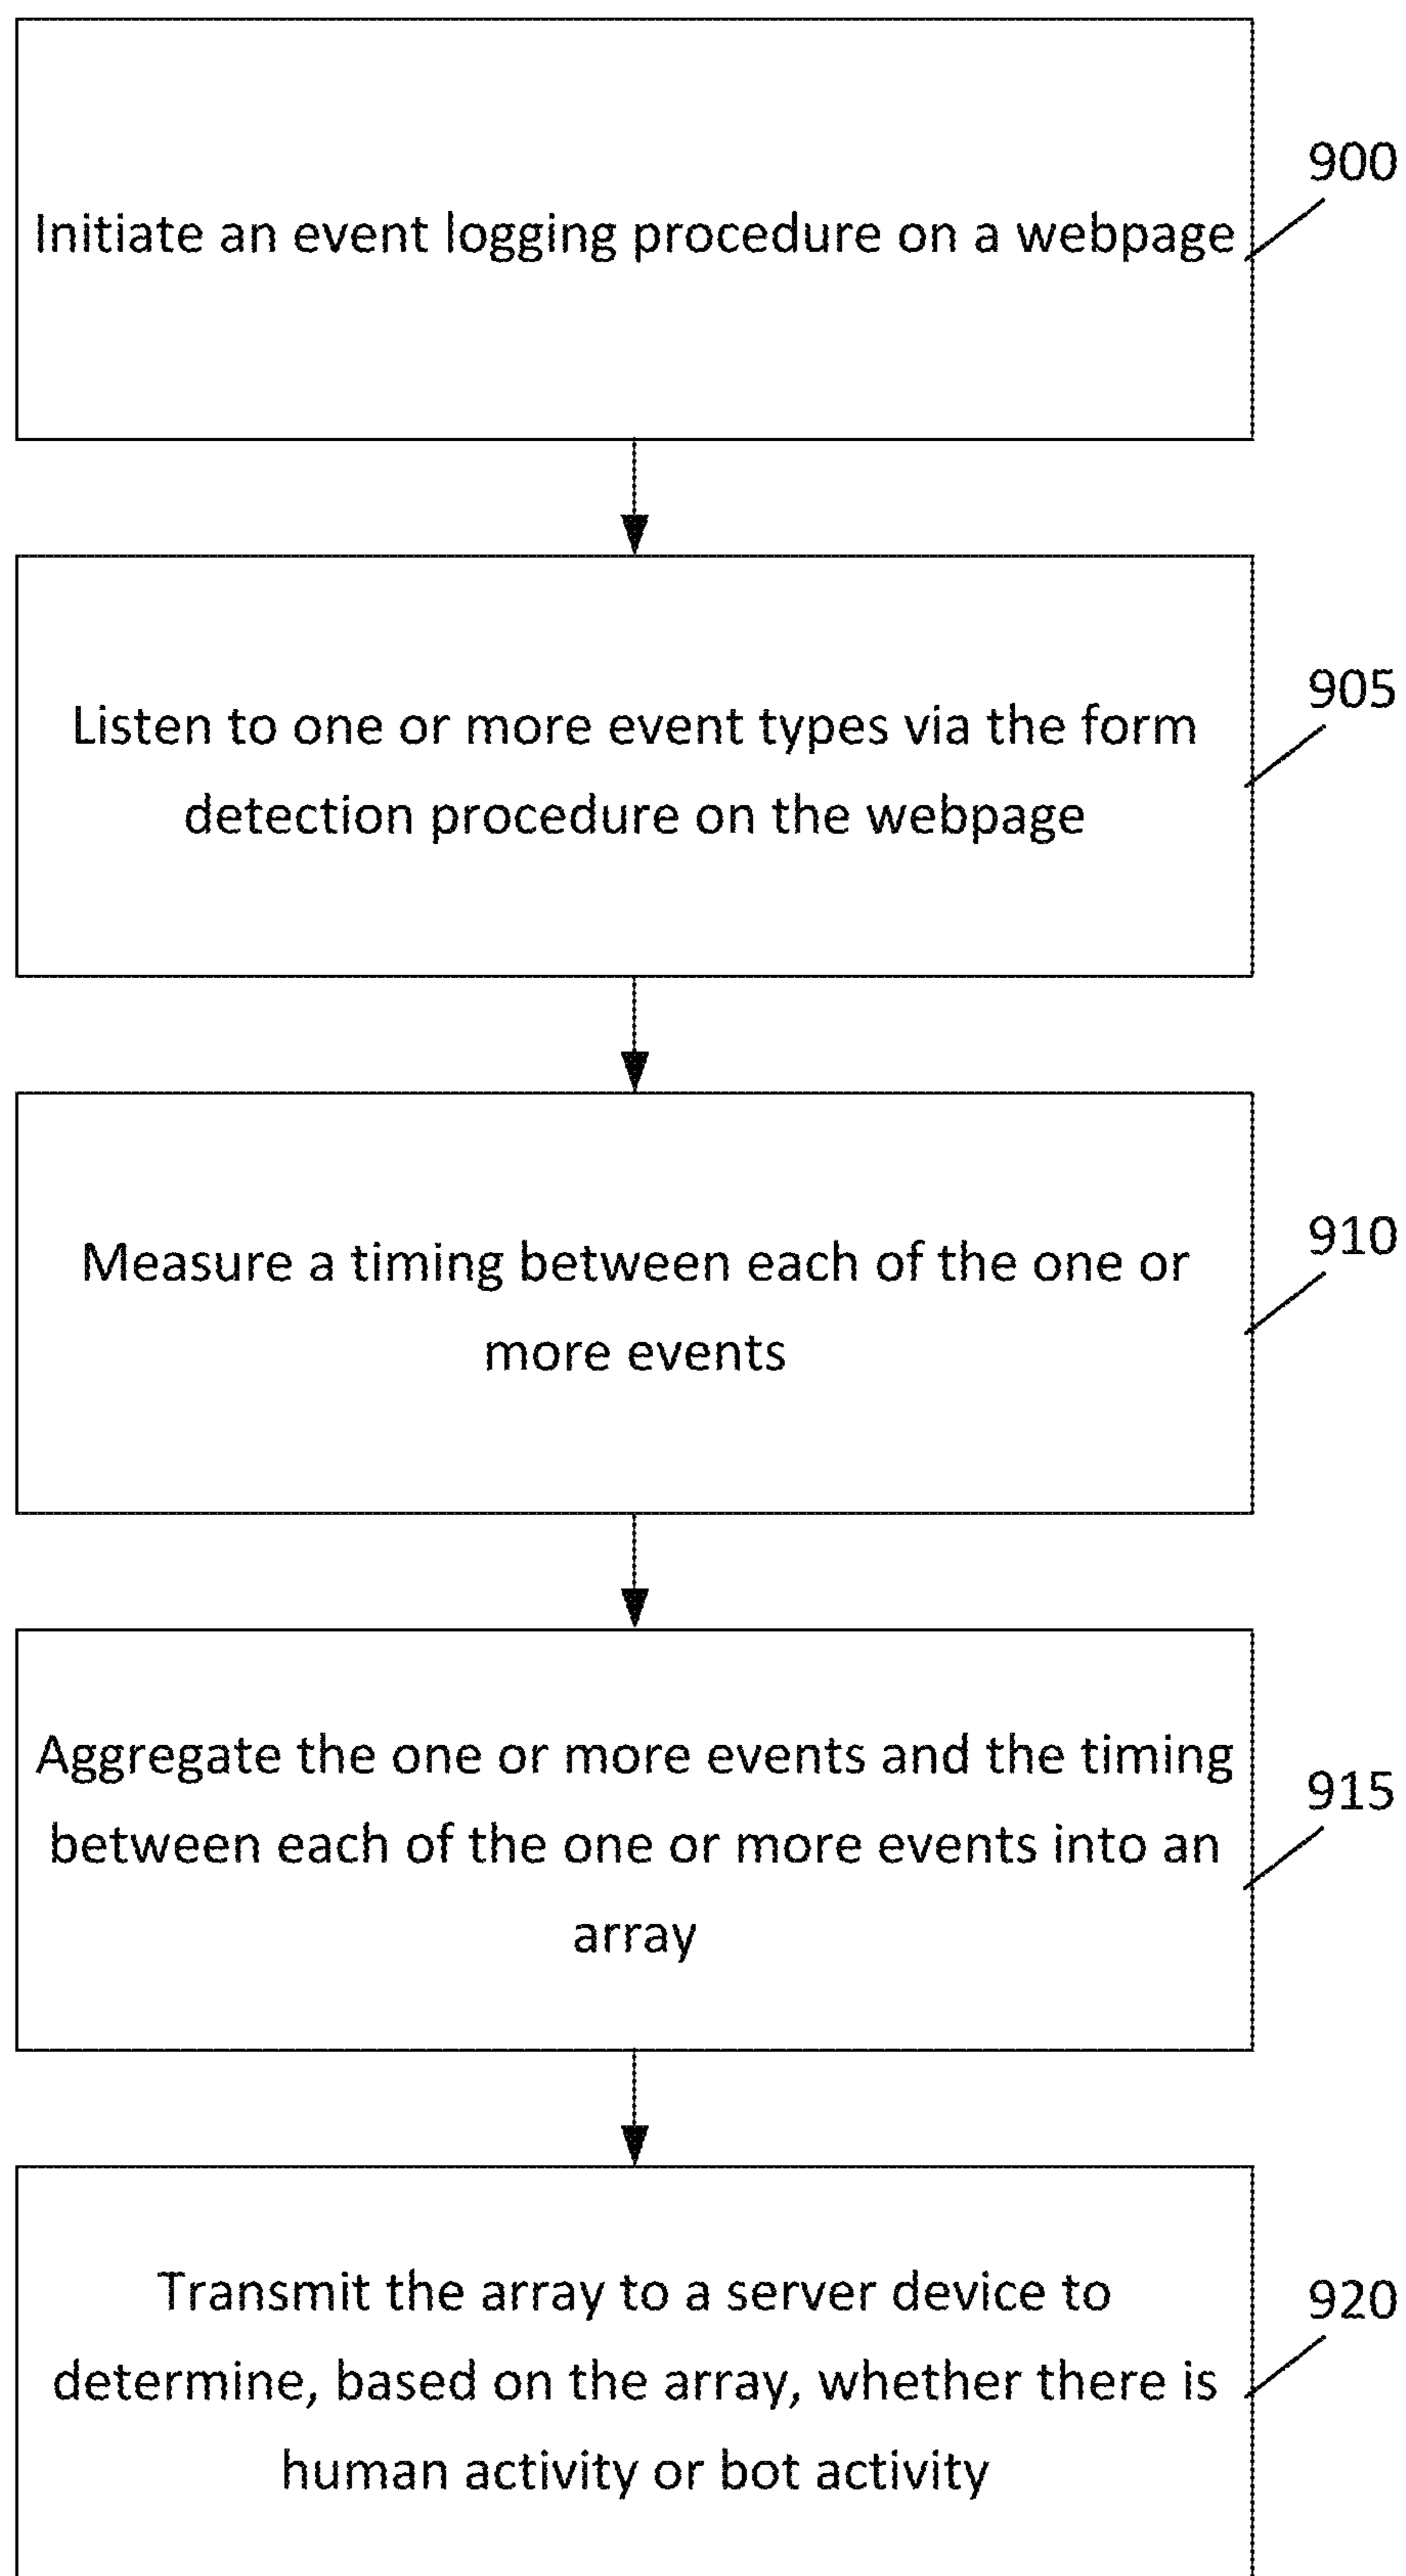 900
Initiate an event logging procedure on a webpage
905
Listen to one or more event types via the form
detection procedure on the webpage
910
Measure a timing between each of the one or
more events
915
Aggregate the one or more events and the timing
between each of the one or more events into an
array
920
Transmit the array to a server device to
determine, based on the array, whether there is
human activity or bot activity